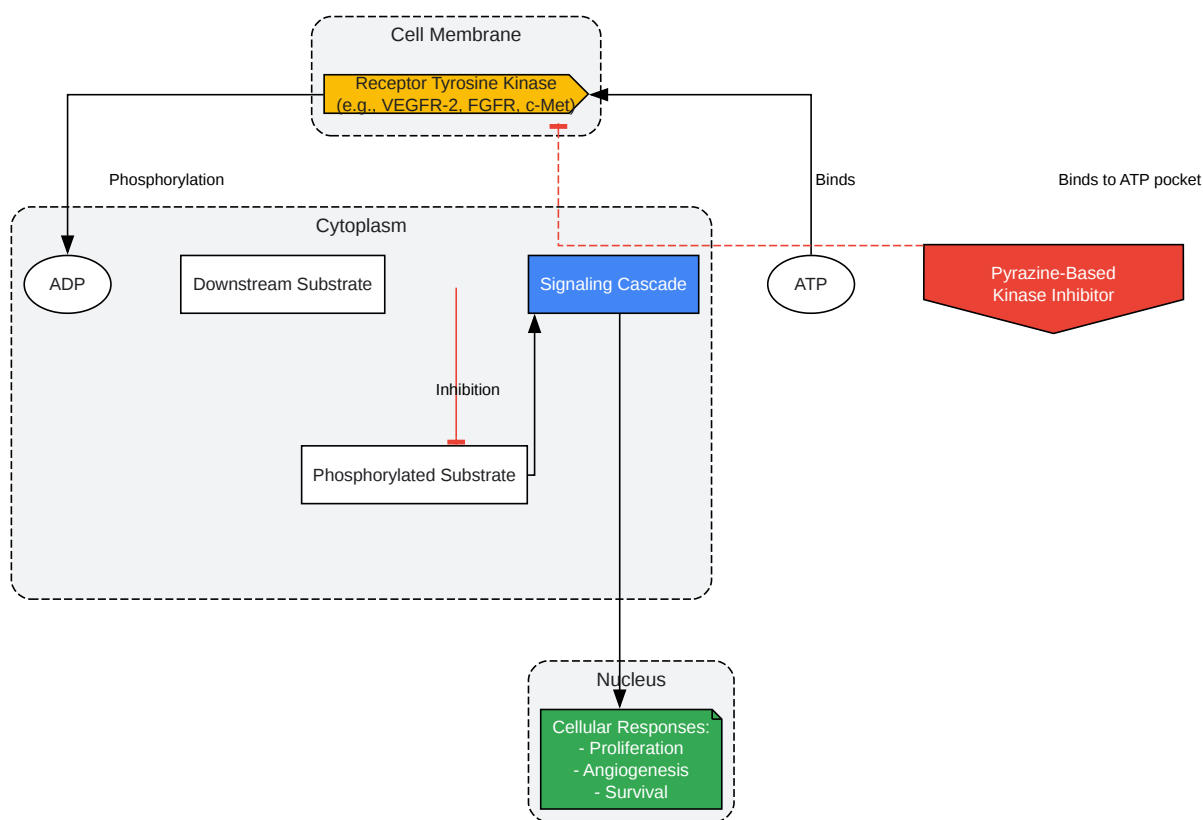 Cell Membrane
Receptor Tyrosine Kinase
(e.g., VEGFR-2, FGFR, c-Met)
Phosphorylation
Binds
Binds to ATP pocket
Cytoplasm
ADP
Downstream Substrate
Signaling Cascade
ATP
Pyrazine-Based
Kinase Inhibitor
Inhibition
Phosphorylated Substrate
Nucleus
Cellular Responses:
- Proliferation
- Angiogenesis
- Survival